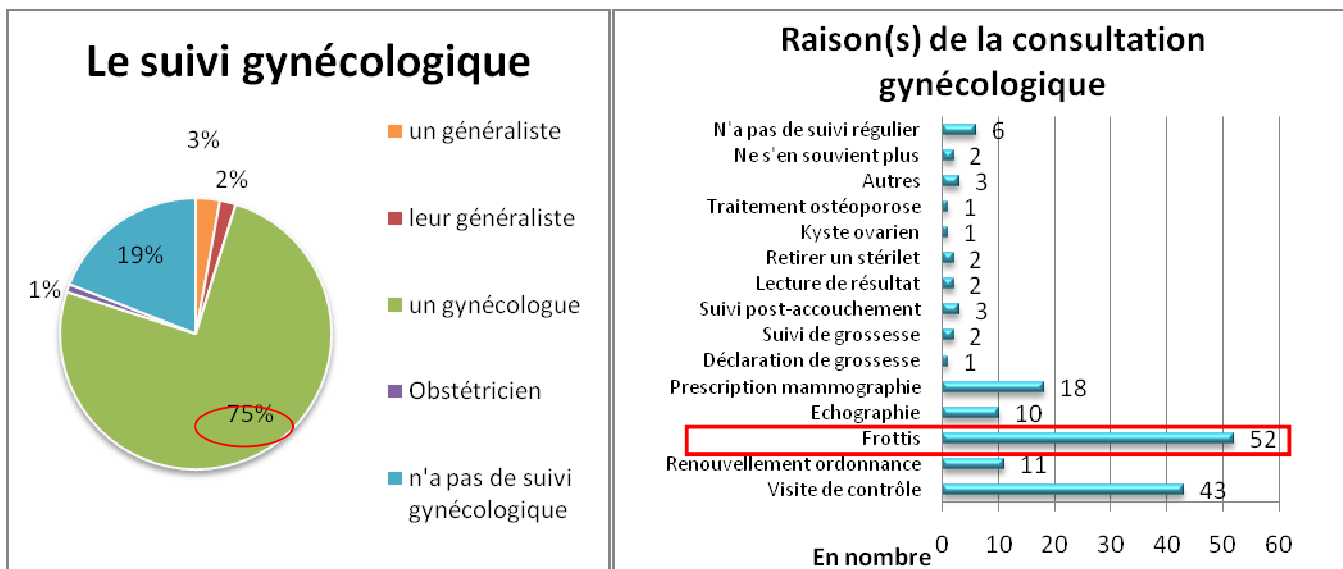 Le suivi gynécologique
3%
2%
19%
1%
75%
un généraliste
leur généraliste
un gynécologue
Obstétricien
n'a pas de suivi
gynécologique
Raison(s) de la consultation
gynécologique
N'a pas de suivi régulier 6
Ne s'en souvient plus 2
Autres 3
Traitement ostéoporose 1
Kyste ovarien 1
Retirer un stérilet 2
Lecture de résultat 2
Suivi post-accouchement 3
Suivi de grossesse 2
Déclaration de grossesse 1
Prescription mammographie 18
Echographie 10
Frottis 52
Renouvellement ordonnance 11
Visite de contrôle 43
En nombre 0 10 20 30 40 50 60